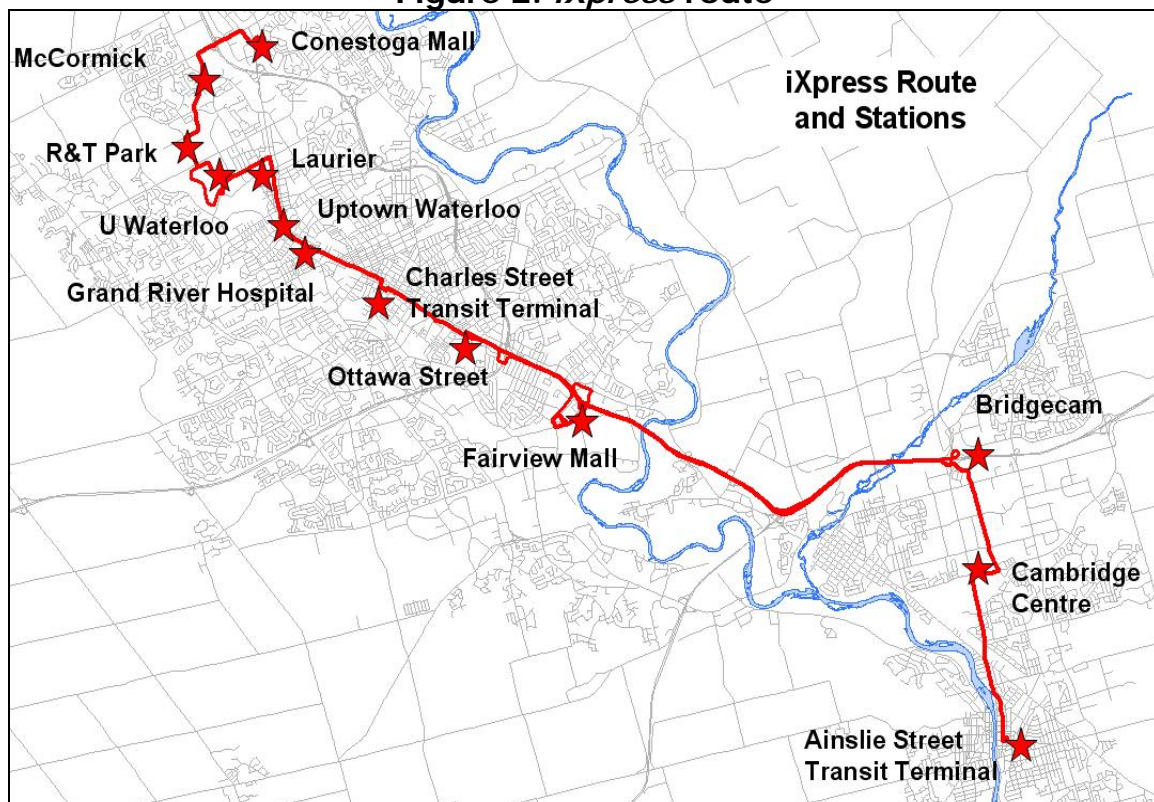 Figure 2: iXpress route
Conestoga Mall
McCormick
iXpress Route
and Stations
R&T Park
Laurier
Uptown Waterloo
U Waterloo
Grand River Hospital
Charles Street
Transit Terminal
Ottawa Street
Bridgecam
Fairview Mall
Cambridge
Centre
Ainslie Street
Transit Terminal